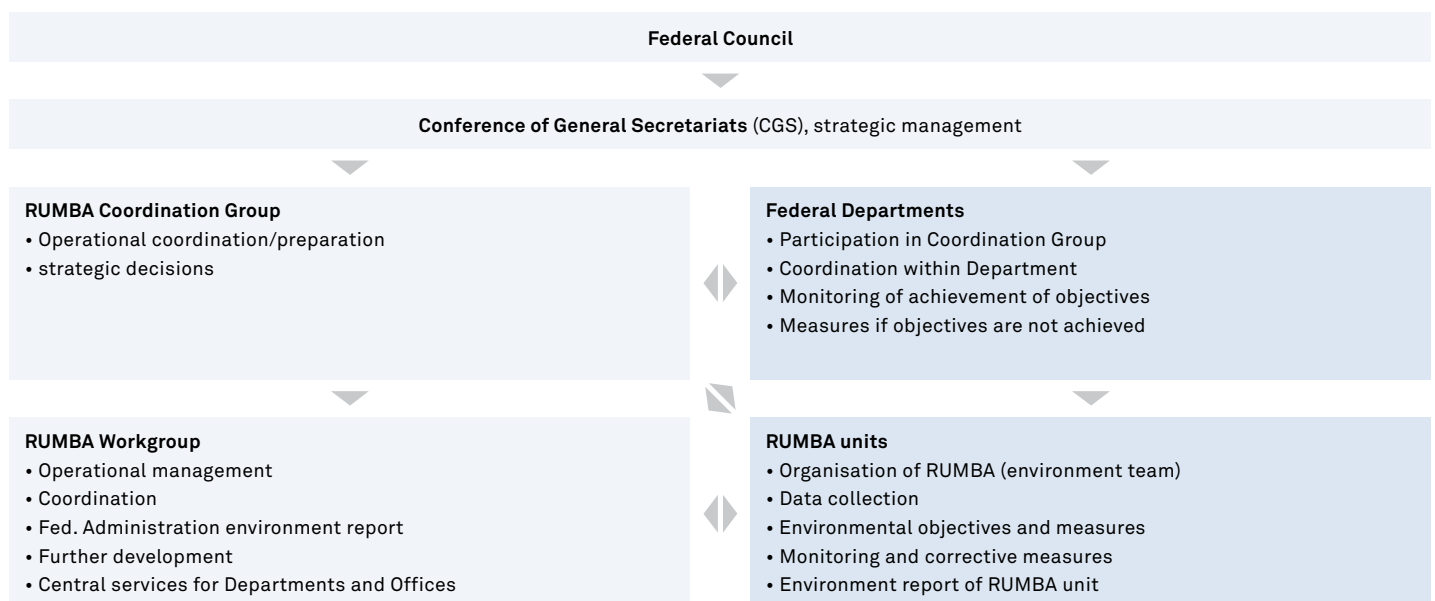 Federal Council
Conference of General Secretariats (CGS), strategic management
RUMBA Coordination Group
• Operational coordination/preparation
• strategic decisions
Federal Departments
• Participation in Coordination Group
• Coordination within Department
• Monitoring of achievement of objectives
• Measures if objectives are not achieved
RUMBA Workgroup
• Operational management
• Coordination
• Fed. Administration environment report
• Further development
• Central services for Departments and Offices
RUMBA units
• Organisation of RUMBA (environment team)
• Data collection
• Environmental objectives and measures
• Monitoring and corrective measures
• Environment report of RUMBA unit